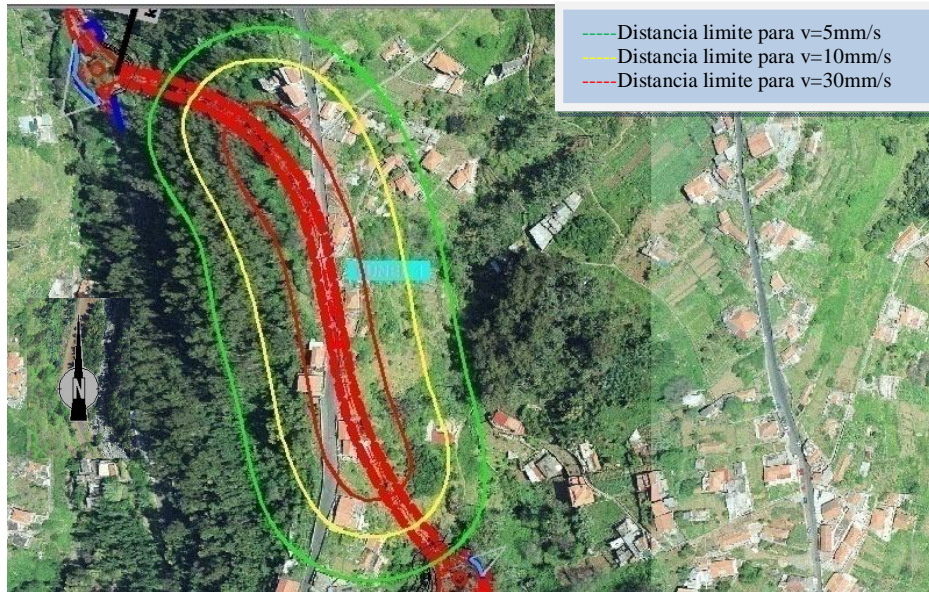 -----Distancia limite para v=5mm/s
-----Distancia limite para v=10mm/s
-----Distancia limite para v=30mm/s
k
N